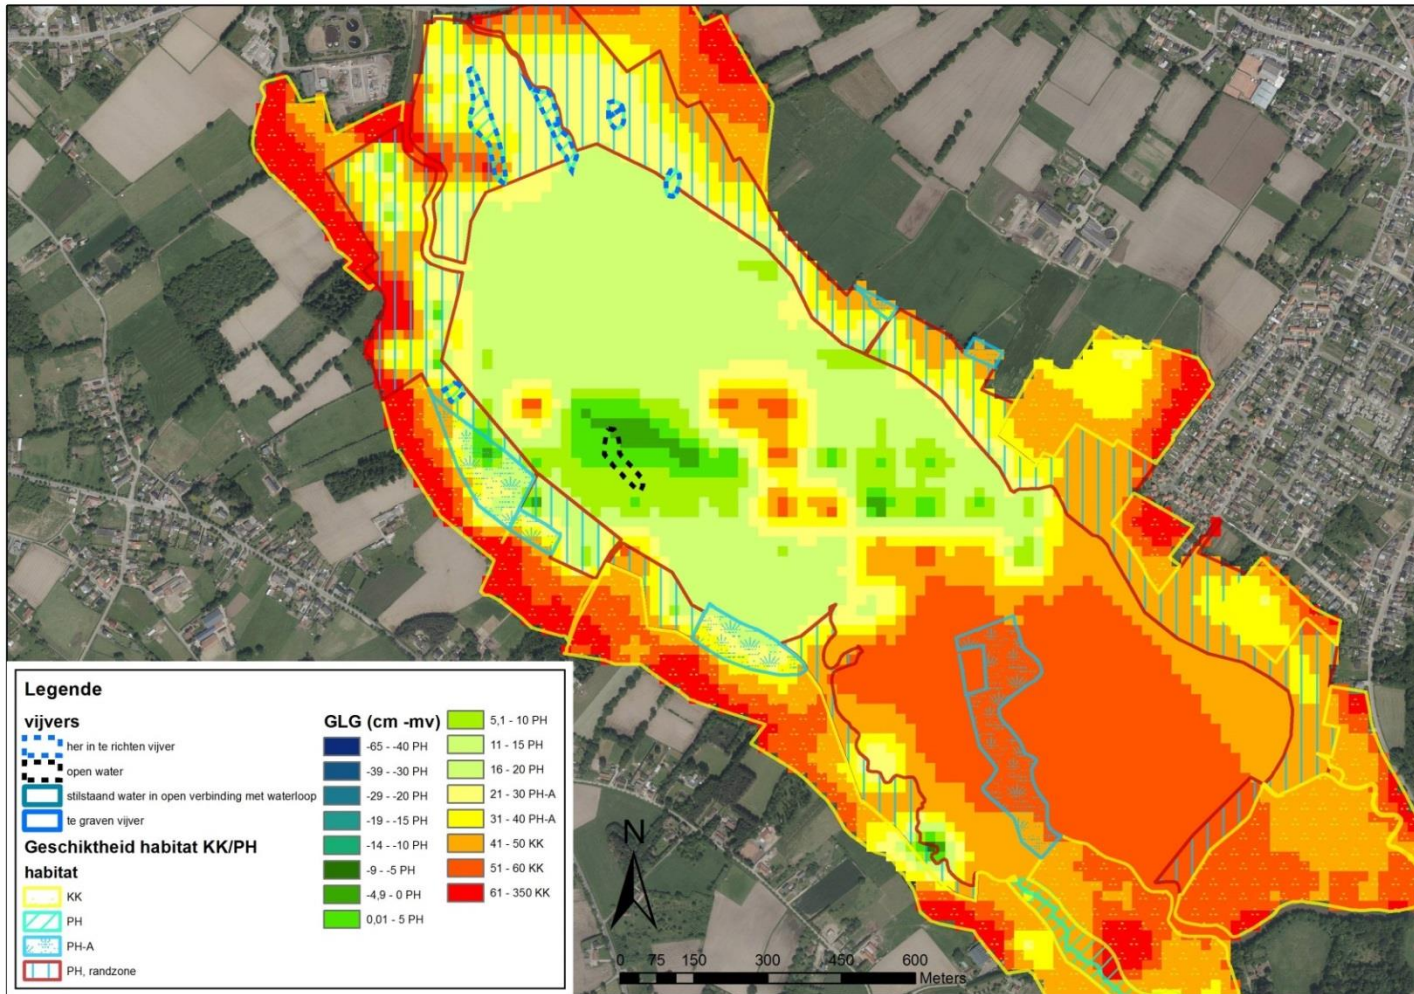 Legende
vijvers
her in te richten vijver
open water
stilstaand water in open verbinding met waterloop
te graven vijver
Geschiktheid habitat KK/PH
habitat
KK
PH
PH-A
PH, randzone
GLG (cm -mv)
-65 - -40 PH
-39 - -30 PH
-29 - -20 PH
-19 - -15 PH
-14 - -10 PH
-9 - -5 PH
-4,9 - 0 PH
0,01 - 5 PH
5,1 - 10 PH
11 - 15 PH
16 - 20 PH
21 - 30 PH-A
31 - 40 PH-A
41 - 50 KK
51 - 60 KK
61 - 350 KK
N
0 75 150 300 450 600
Meters